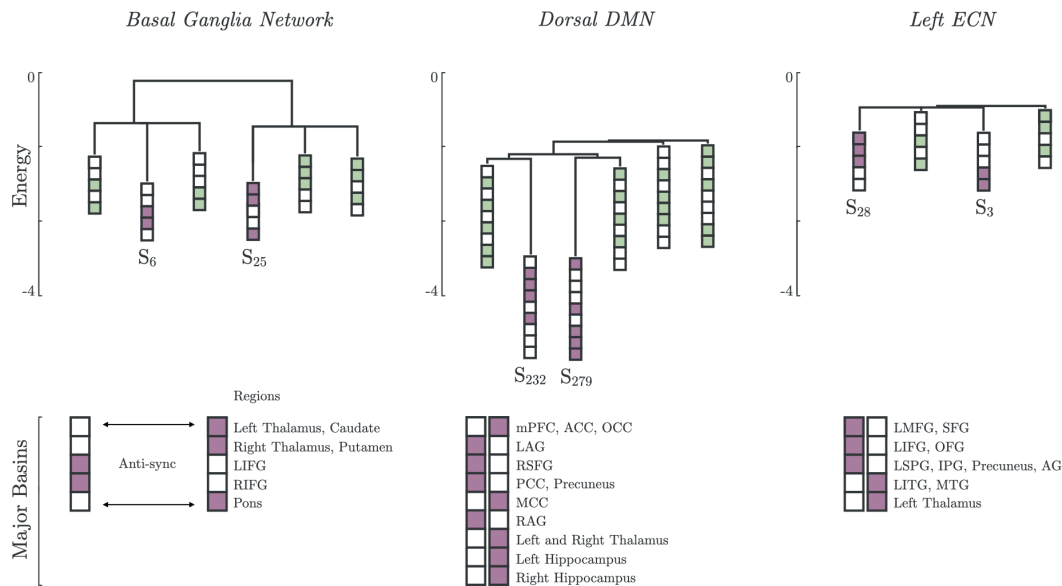 Basal Ganglia Network
Dorsal DMN
Left ECN
Energy
0
-4
S6
S25
0
-4
S232
S279
0
-4
S28
S3
Major Basins
Regions
Anti-sync
Left Thalamus, Caudate
Right Thalamus, Putamen
LIFG
RIFG
Pons
mPFC, ACC, OCC
LAG
RSFG
PCC, Precuneus
MCC
RAG
Left and Right Thalamus
Left Hippocampus
Right Hippocampus
LMFG, SFG
LIFG, OFG
LSPG, IPG, Precuneus, AG
LITG, MTG
Left Thalamus